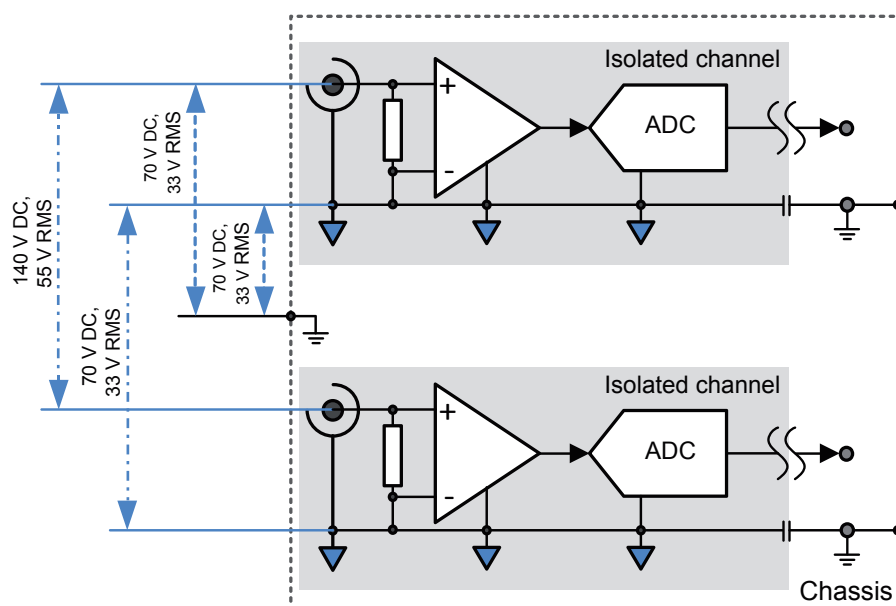 Isolated channel
+
-
ADC
70 V DC,
33 V RMS
140 V DC,
55 V RMS
70 V DC,
33 V RMS
70 V DC,
33 V RMS
Isolated channel
+
-
ADC
Chassis